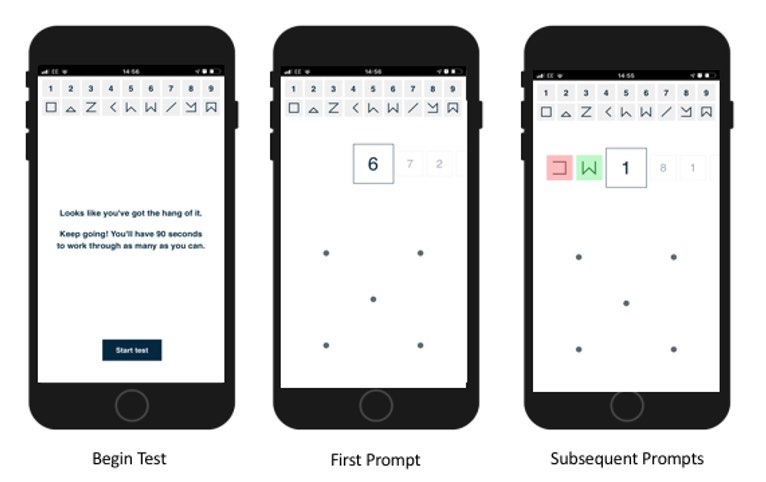 EE 14:56
1 2 3 4 5 6 7 8 9
Looks like you've got the hang of it.
Keep going! You'll have 90 seconds
to work through as many as you can.
Start test
Begin Test
EE 14:56
1 2 3 4 5 6 7 8 9
6 7 2
First Prompt
EE 14:55
1 2 3 4 5 6 7 8 9
1 8 1
Subsequent Prompts